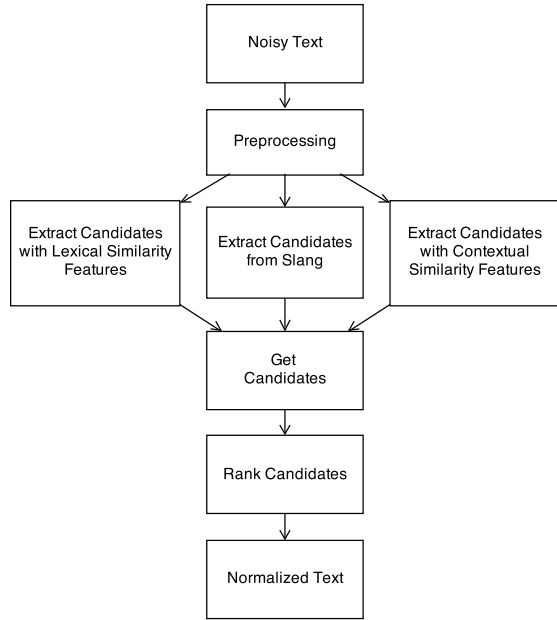 Noisy Text
Preprocessing
Extract Candidates
with Lexical Similarity
Features
Extract Candidates
from Slang
Extract Candidates
with Contextual
Similarity Features
Get
Candidates
Rank Candidates
Normalized Text